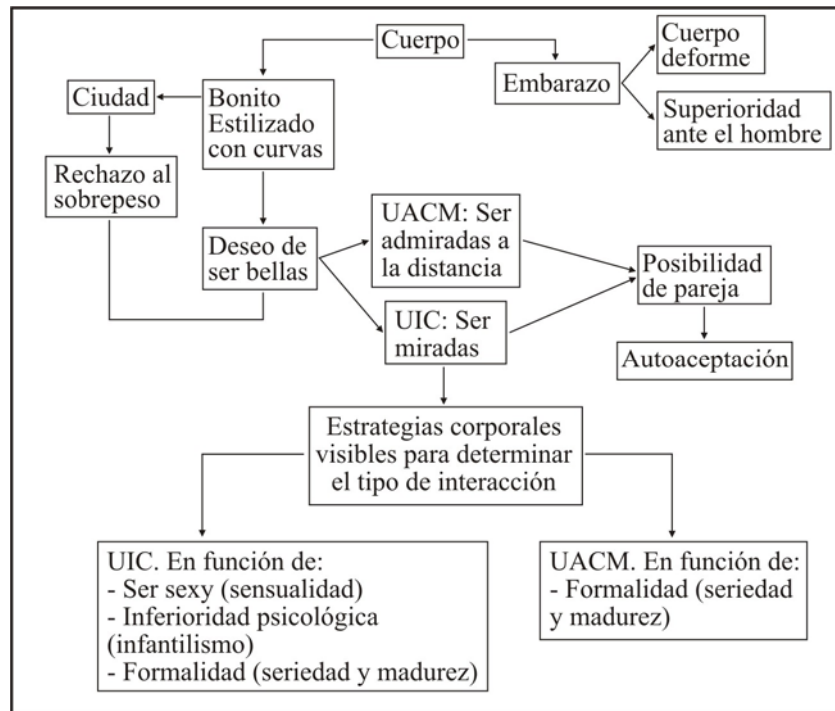 Cuerpo
Cuerpo
deforme
Embarazo
Superioridad
ante el hombre
Ciudad
Bonito
Estilizado
con curvas
Rechazo al
sobrepeso
Deseo de
ser bellas
UACM: Ser
admiradas a
la distancia
UIC: Ser
miradas
Posibilidad
de pareja
Autoaceptación
Estrategias corporales
visibles para determinar
el tipo de interacción
UIC. En función de:
- Ser sexy (sensualidad)
- Inferioridad psicológica
(infantilismo)
- Formalidad (seriedad y madurez)
UACM. En función de:
- Formalidad (seriedad
y madurez)